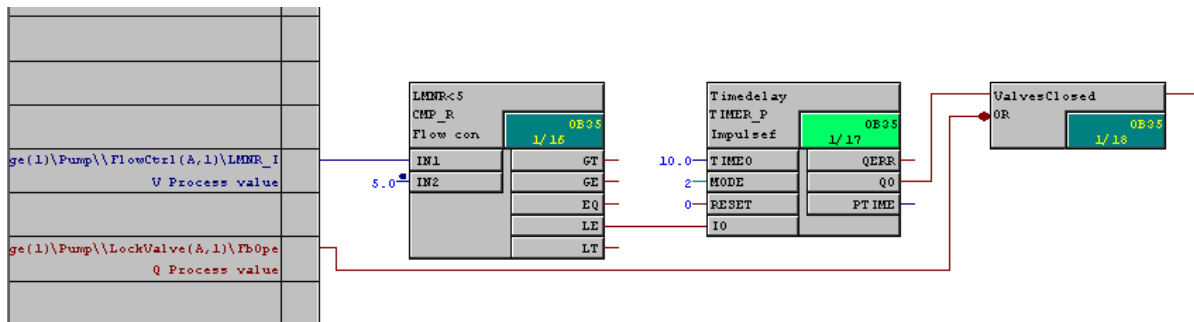 ge(1)\Pump\\FlowCtrl(A,1)\LMNR_I
V Process value
ge(1)\Pump\\LockValve(A,1)\FbOpe
Q Process value
LMNR<5
CMP_R
Flow con
OB35
1/16
IN1
5.0
IN2
GT
GE
EQ
LE
LT
Timedelay
TIMER_P
Impulsef
OB35
1/17
10.0
TIME0
2
MODE
0
RESET
I0
QERR
Q0
PTIME
ValvesClosed
OR
OB35
1/18